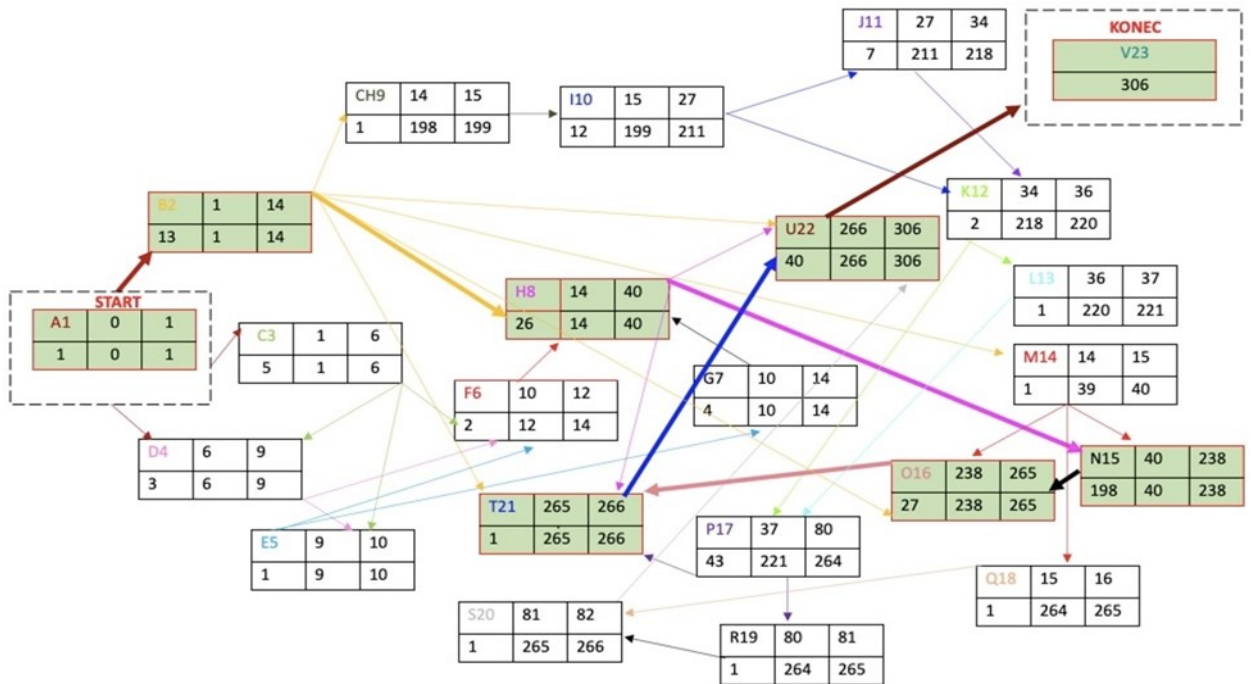 J11 27 34
7 211 218
KONEC
V23
306
CH9 14 15
1 198 199
I10 15 27
12 199 211
K12 34 36
2 218 220
B2 1 14
13 1 14
U22 266 306
40 266 306
START
A1 0 1
1 0 1
H8 14 40
26 14 40
L13 36 37
1 220 221
C3 1 6
5 1 6
M14 14 15
1 39 40
F6 10 12
2 12 14
G7 10 14
4 10 14
D4 6 9
3 6 9
O16 238 265
27 238 265
N15 40 238
198 40 238
T21 265 266
1 265 266
P17 37 80
43 221 264
E5 9 10
1 9 10
Q18 15 16
1 264 265
S20 81 82
1 265 266
R19 80 81
1 264 265